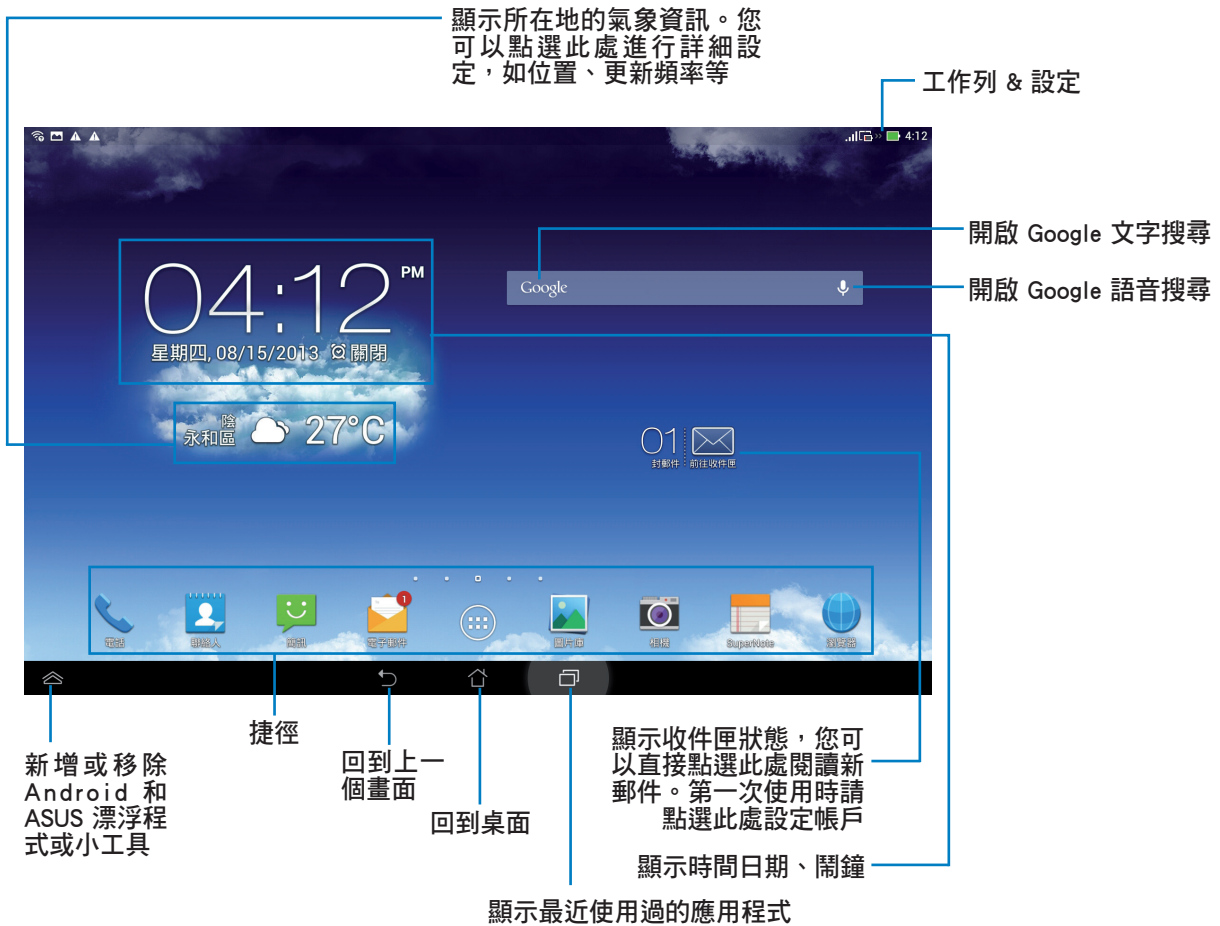 顯示所在地的氣象資訊。您
可以點選此處進行詳細設
定，如位置、更新頻率等
工作列 & 設定
4:12
開啟 Google 文字搜尋
04:12 PM
Google
開啟 Google 語音搜尋
星期四, 08/15/2013 關閉
陰
永和區
27°C
01
封郵件
前往收件匣
1
電話
聯絡人
簡訊
電子郵件
圖片庫
相機
SuperNote
瀏覽器
捷徑
新增或移除
Android 和
ASUS 漂浮程
式或小工具
回到上一
個畫面
回到桌面
顯示收件匣狀態，您可
以直接點選此處閱讀新
郵件。第一次使用時請
點選此處設定帳戶
顯示時間日期、鬧鐘
顯示最近使用過的應用程式